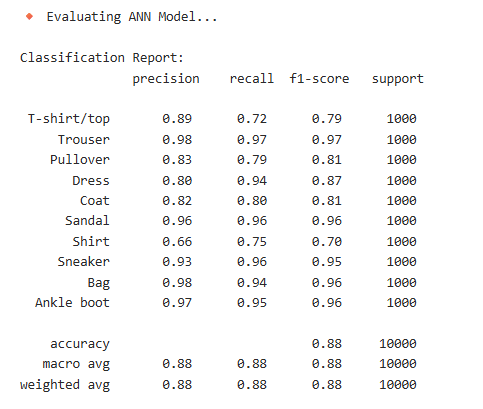 Evaluating ANN Model...
Classification Report:
precision recall f1-score support
T-shirt/top 0.89 0.72 0.79 1000
Trouser 0.98 0.97 0.97 1000
Pullover 0.83 0.79 0.81 1000
Dress 0.80 0.94 0.87 1000
Coat 0.82 0.80 0.81 1000
Sandal 0.96 0.96 0.96 1000
Shirt 0.66 0.75 0.70 1000
Sneaker 0.93 0.96 0.95 1000
Bag 0.98 0.94 0.96 1000
Ankle boot 0.97 0.95 0.96 1000
accuracy 0.88 10000
macro avg 0.88 0.88 0.88 10000
weighted avg 0.88 0.88 0.88 10000